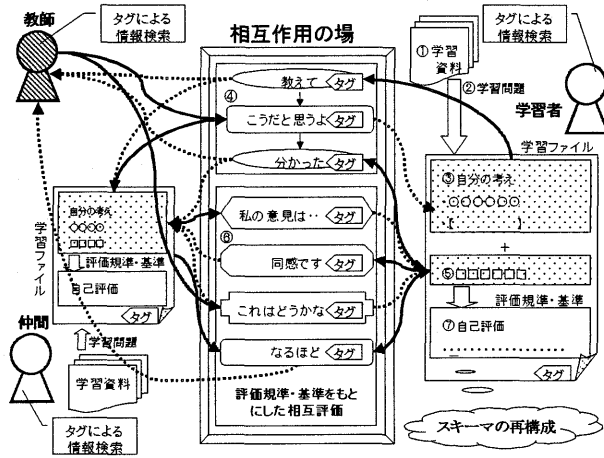 教師
タグによる
情報検索
相互作用の場
①学習
資料
タグによる
情報検索
②学習問題
学習者
教えて タグ
④
こうだと思うよ タグ
分かった タグ
学習ファイル
③自分の考え
◇○○○○○
【 】
+
⑤□□□□□□
評価規準・基準
⑦自己評価
タグ
学習ファイル
自分の考え
◇○○○
□□□□
評価規準・基準
自己評価
タグ
私の意見は‥ タグ
⑥
同感です タグ
これはどうかな タグ
なるほど タグ
評価規準・基準をもと
にした相互評価
仲間
学習問題
学習資料
タグによる
情報検索
スキーマの再構成